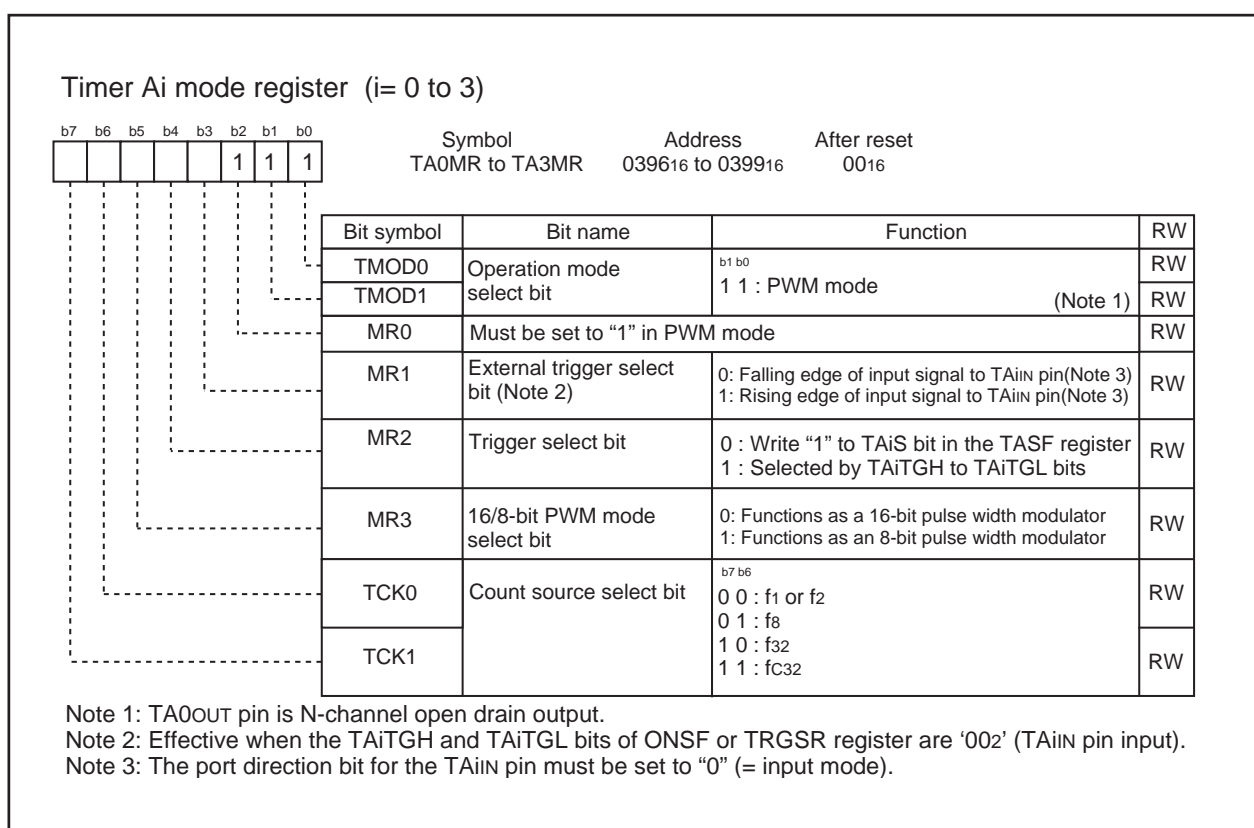 Timer Ai mode register (i= 0 to 3)
b7 b6 b5 b4 b3 b2 b1 b0
1 1 1
Symbol Address After reset
TA0MR to TA3MR 039616 to 039916 0016
Bit symbol Bit name Function RW
TMOD0 Operation mode select bit b1 b0 RW
TMOD1 1 1 : PWM mode (Note 1) RW
MR0 Must be set to “1” in PWM mode RW
MR1 External trigger select bit (Note 2) 0: Falling edge of input signal to TAiIN pin(Note 3) RW
1: Rising edge of input signal to TAiIN pin(Note 3)
MR2 Trigger select bit 0 : Write “1” to TAiS bit in the TASF register RW
1 : Selected by TAiTGH to TAiTGL bits
MR3 16/8-bit PWM mode select bit 0: Functions as a 16-bit pulse width modulator RW
1: Functions as an 8-bit pulse width modulator
TCK0 Count source select bit b7 b6 RW
0 0 : f1 or f2
0 1 : f8
TCK1 1 0 : f32 RW
1 1 : fC32
Note 1: TA0OUT pin is N-channel open drain output.
Note 2: Effective when the TAiTGH and TAiTGL bits of ONSF or TRGSR register are ‘002’ (TAiIN pin input).
Note 3: The port direction bit for the TAiIN pin must be set to “0” (= input mode).